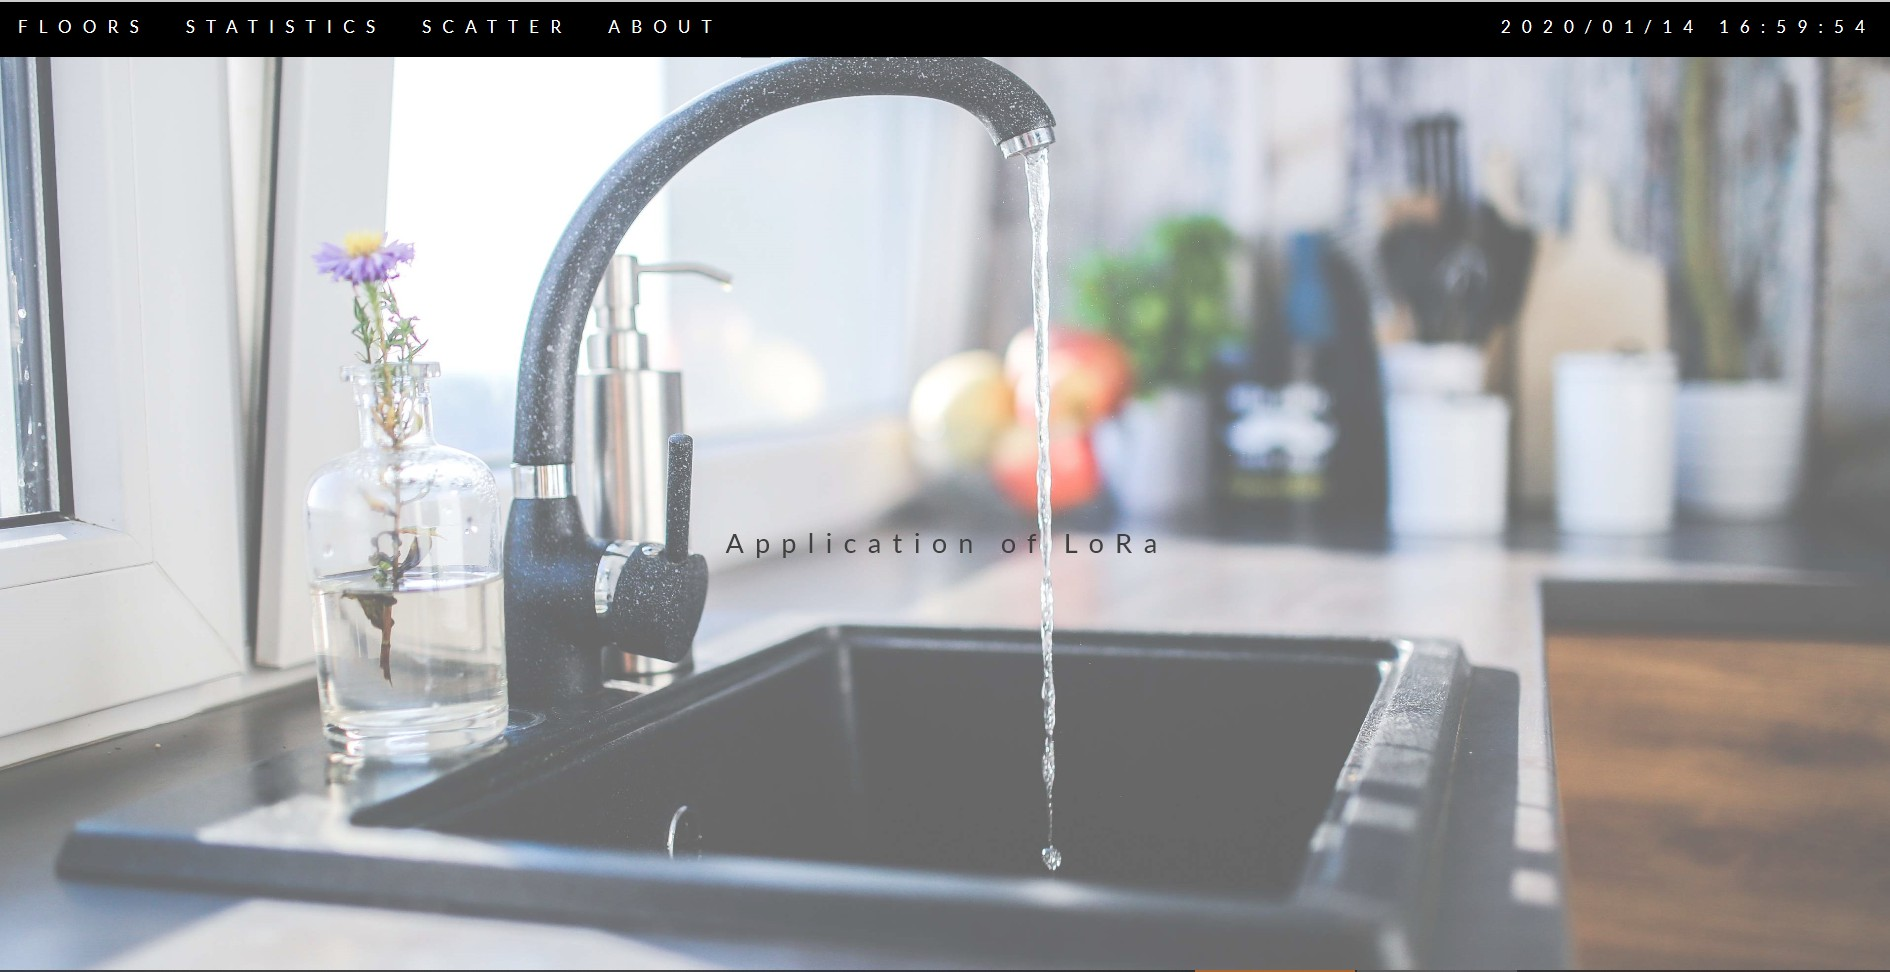 FLOORS STATISTICS SCATTER ABOUT 2020/01/14 16:59:54
Application of LoRa